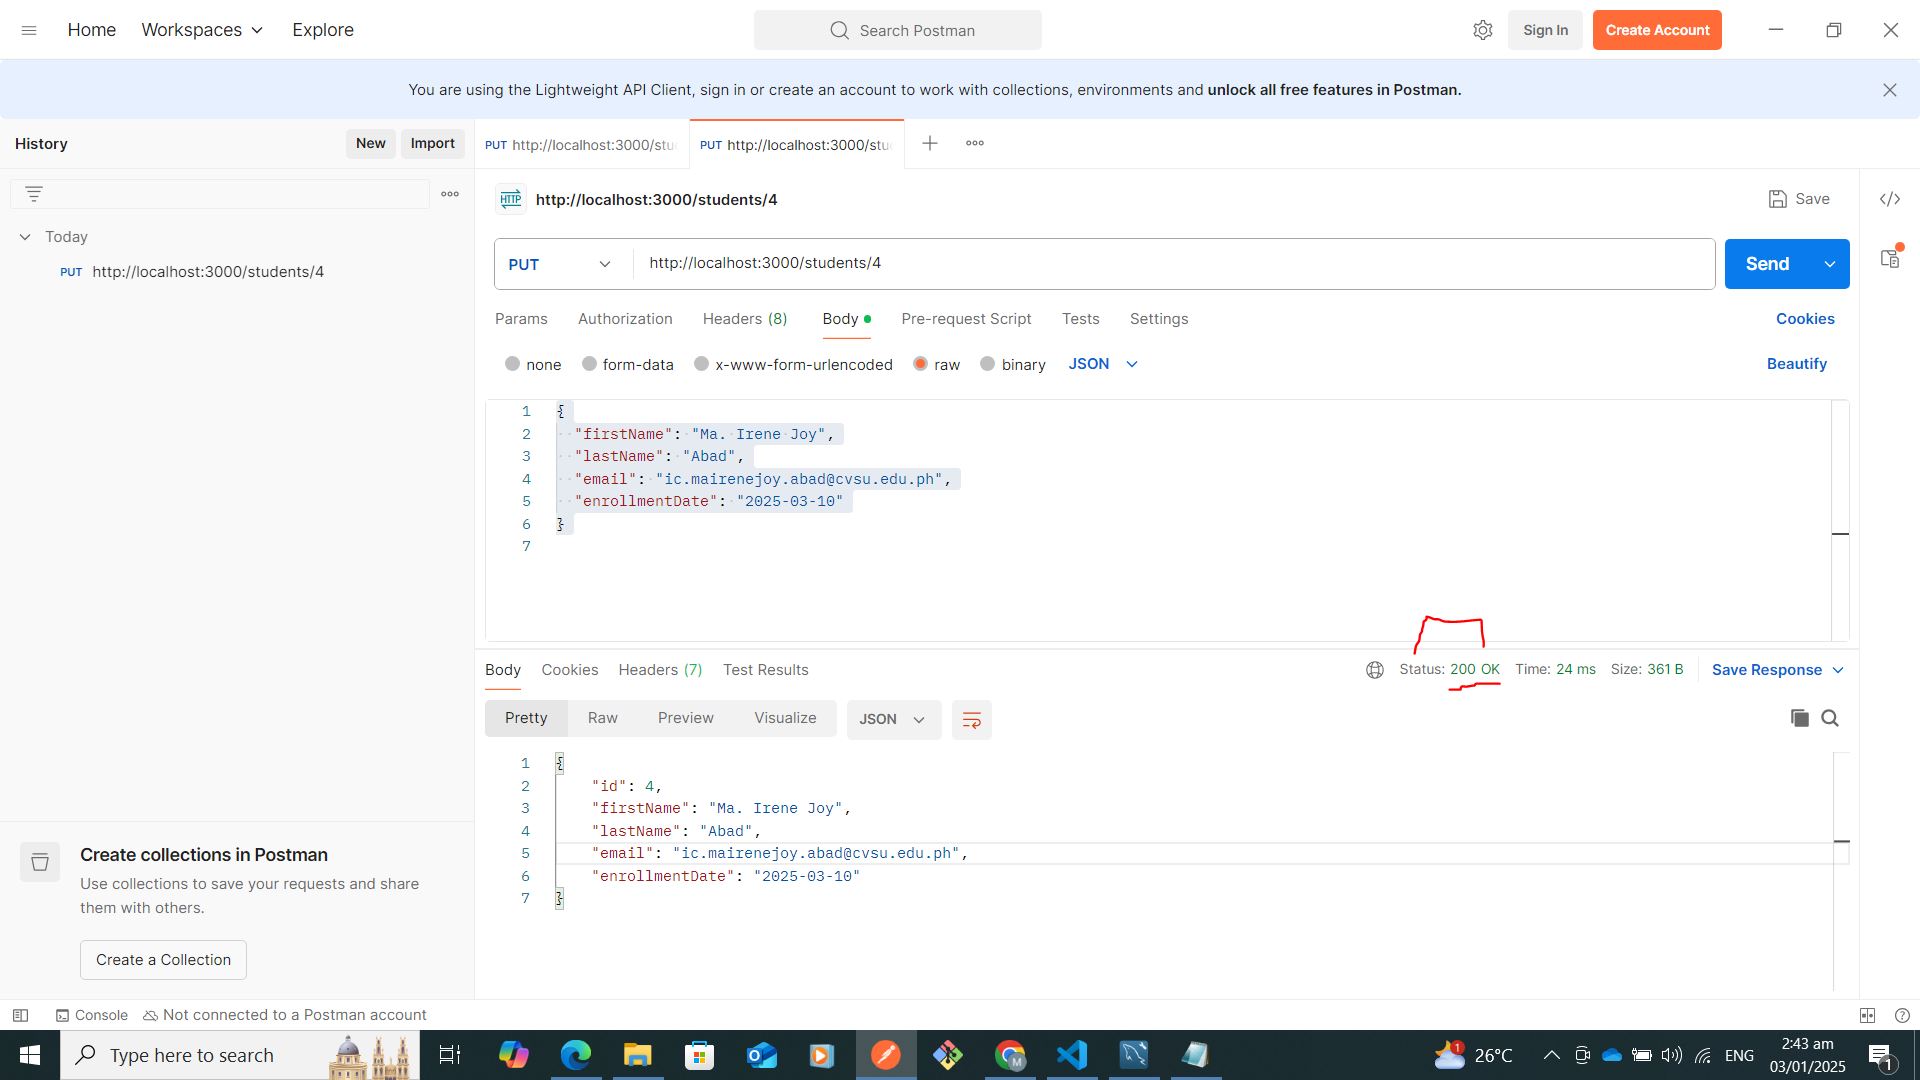 Home Workspaces Explore Search Postman Sign In Create Account
You are using the Lightweight API Client, sign in or create an account to work with collections, environments and unlock all free features in Postman.
History New Import
PUT http://localhost:3000/stu
PUT http://localhost:3000/stu
Today
PUT http://localhost:3000/students/4
HTTP http://localhost:3000/students/4 Save
PUT http://localhost:3000/students/4 Send
Params Authorization Headers (8) Body Pre-request Script Tests Settings Cookies
none form-data x-www-form-urlencoded raw binary JSON Beautify
1 {
2 "firstName": "Ma. Irene Joy",
3 "lastName": "Abad",
4 "email": "ic.mairenejoy.abad@cvsu.edu.ph",
5 "enrollmentDate": "2025-03-10"
6 }
7
Body Cookies Headers (7) Test Results Status: 200 OK Time: 24 ms Size: 361 B Save Response
Pretty Raw Preview Visualize JSON
1 {
2 "id": 4,
3 "firstName": "Ma. Irene Joy",
4 "lastName": "Abad",
5 "email": "ic.mairenejoy.abad@cvsu.edu.ph",
6 "enrollmentDate": "2025-03-10"
7 }
Create collections in Postman
Use collections to save your requests and share
them with others.
Create a Collection
Console Not connected to a Postman account
Type here to search
1 26°C ENG
2:43 am
03/01/2025
1